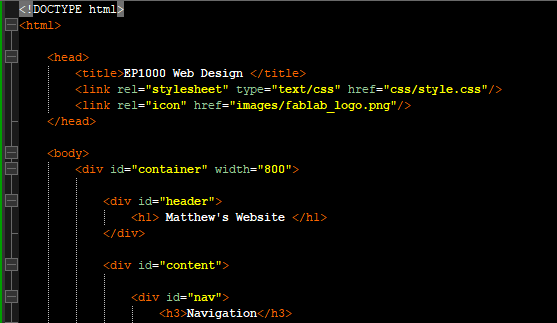 <!DOCTYPE html>
<html>
<head>
<title>EP1000 Web Design </title>
<link rel="stylesheet" type="text/css" href="css/style.css"/>
<link rel="icon" href="images/fablab_logo.png"/>
</head>
<body>
<div id="container" width="800">
<div id="header">
<h1> Matthew's Website </h1>
</div>
<div id="content">
<div id="nav">
<h3>Navigation</h3>